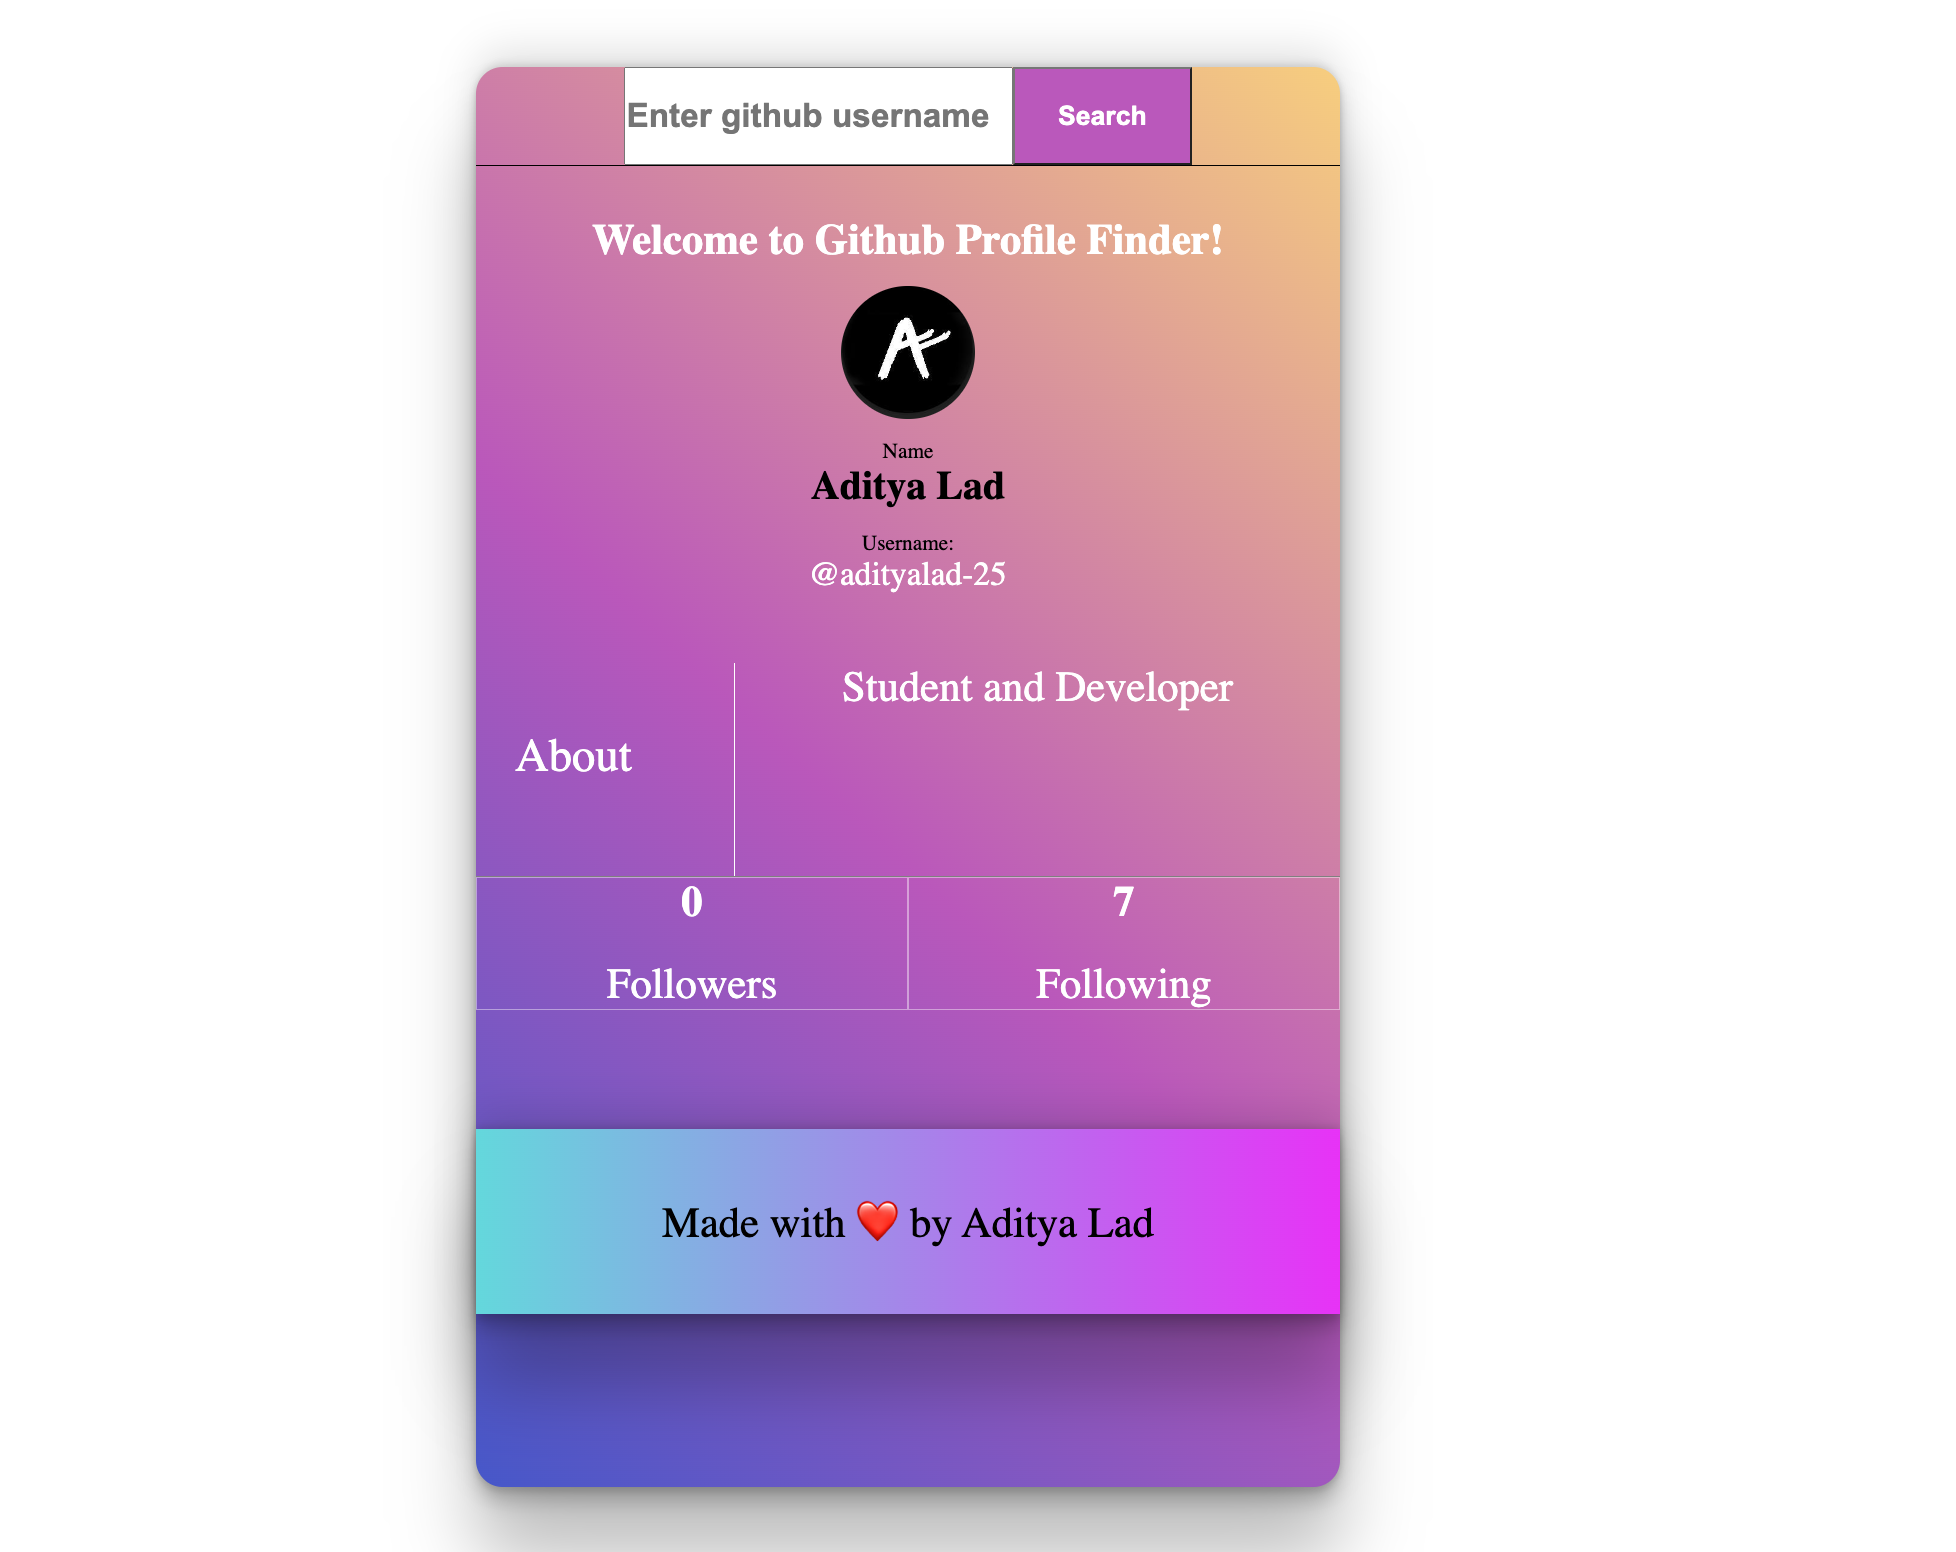 Enter github username Search
Welcome to Github Profile Finder!
A
Name
Aditya Lad
Username:
@adityalad-25
Student and Developer
About
0 7
Followers Following
Made with ❤️ by Aditya Lad